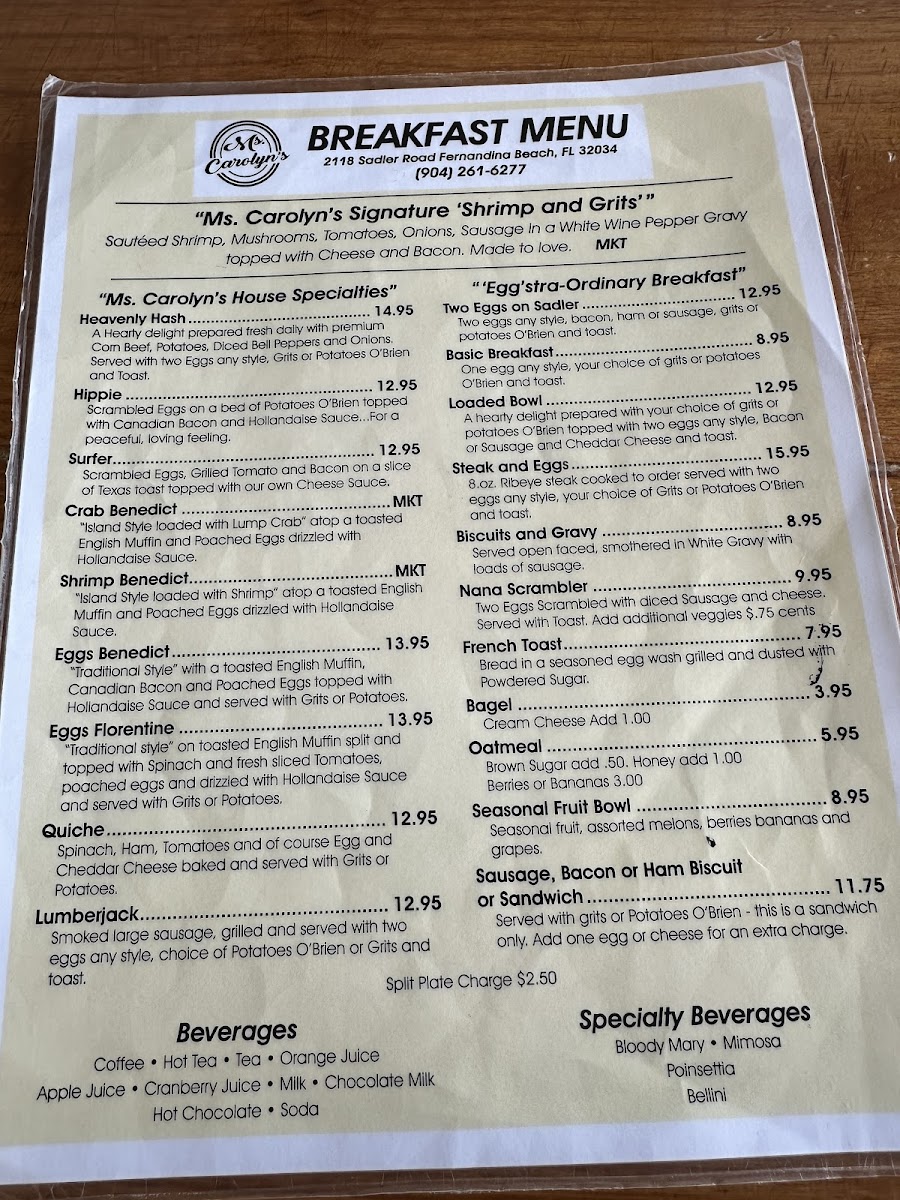 Ms.
Carolyn's
BREAKFAST MENU
2118 Sadler Road Fernandina Beach, FL 32034
(904) 261-6277
"Ms. Carolyn's Signature 'Shrimp and Grits'"
Sautéed Shrimp, Mushrooms, Tomatoes, Onions, Sausage In a White Wine Pepper Gravy
topped with Cheese and Bacon. Made to love. MKT
"Ms. Carolyn's House Specialties"
Heavenly Hash 14.95
A Hearty delight prepared fresh daily with premium
Corn Beef, Potatoes, Diced Bell Peppers and Onions.
Served with two Eggs any style, Grits or Potatoes O'Brien
and Toast.
Hippie 12.95
Scrambled Eggs on a bed of Potatoes O'Brien topped
with Canadian Bacon and Hollandaise Sauce...For a
peaceful, loving feeling.
Surfer 12.95
Scrambled Eggs, Grilled Tomato and Bacon on a slice
of Texas toast topped with our own Cheese Sauce.
Crab Benedict MKT
"Island Style loaded with Lump Crab" atop a toasted
English Muffin and Poached Eggs drizzled with
Hollandaise Sauce.
Shrimp Benedict MKT
"Island Style loaded with Shrimp" atop a toasted English
Muffin and Poached Eggs drizzled with Hollandaise
Sauce.
Eggs Benedict 13.95
"Traditional Style" with a toasted English Muffin,
Canadian Bacon and Poached Eggs topped with
Hollandaise Sauce and served with Grits or Potatoes.
Eggs Florentine 13.95
"Traditional style" on toasted English Muffin split and
topped with Spinach and fresh sliced Tomatoes,
poached eggs and drizzled with Hollandaise Sauce
and served with Grits or Potatoes.
Quiche 12.95
Spinach, Ham, Tomatoes and of course Egg and
Cheddar Cheese baked and served with Grits or
Potatoes.
Lumberjack 12.95
Smoked large sausage, grilled and served with two
eggs any style, choice of Potatoes O'Brien or Grits and
toast.
"'Egg'stra-Ordinary Breakfast"
Two Eggs on Sadler 12.95
Two eggs any style, bacon, ham or sausage, grits or
potatoes O'Brien and toast.
Basic Breakfast 8.95
One egg any style, your choice of grits or potatoes
O'Brien and toast.
Loaded Bowl 12.95
A hearty delight prepared with your choice of grits or
potatoes O'Brien topped with two eggs any style, Bacon
or Sausage and Cheddar Cheese and toast.
Steak and Eggs 15.95
8.oz. Ribeye steak cooked to order served with two
eggs any style, your choice of Grits or Potatoes O'Brien
and toast.
Biscuits and Gravy 8.95
Served open faced, smothered in White Gravy with
loads of sausage.
Nana Scrambler 9.95
Two Eggs Scrambled with diced Sausage and cheese.
Served with Toast. Add additional veggies $.75 cents
French Toast 7.95
Bread in a seasoned egg wash grilled and dusted with
Powdered Sugar.
Bagel 3.95
Cream Cheese Add 1.00
Oatmeal 5.95
Brown Sugar add .50. Honey add 1.00
Berries or Bananas 3.00
Seasonal Fruit Bowl 8.95
Seasonal fruit, assorted melons, berries bananas and
grapes.
Sausage, Bacon or Ham Biscuit
or Sandwich 11.75
Served with grits or Potatoes O'Brien - this is a sandwich
only. Add one egg or cheese for an extra charge.
Split Plate Charge $2.50
Beverages
Coffee • Hot Tea • Tea • Orange Juice
Apple Juice • Cranberry Juice • Milk • Chocolate Milk
Hot Chocolate • Soda
Specialty Beverages
Bloody Mary • Mimosa
Poinsettia
Bellini